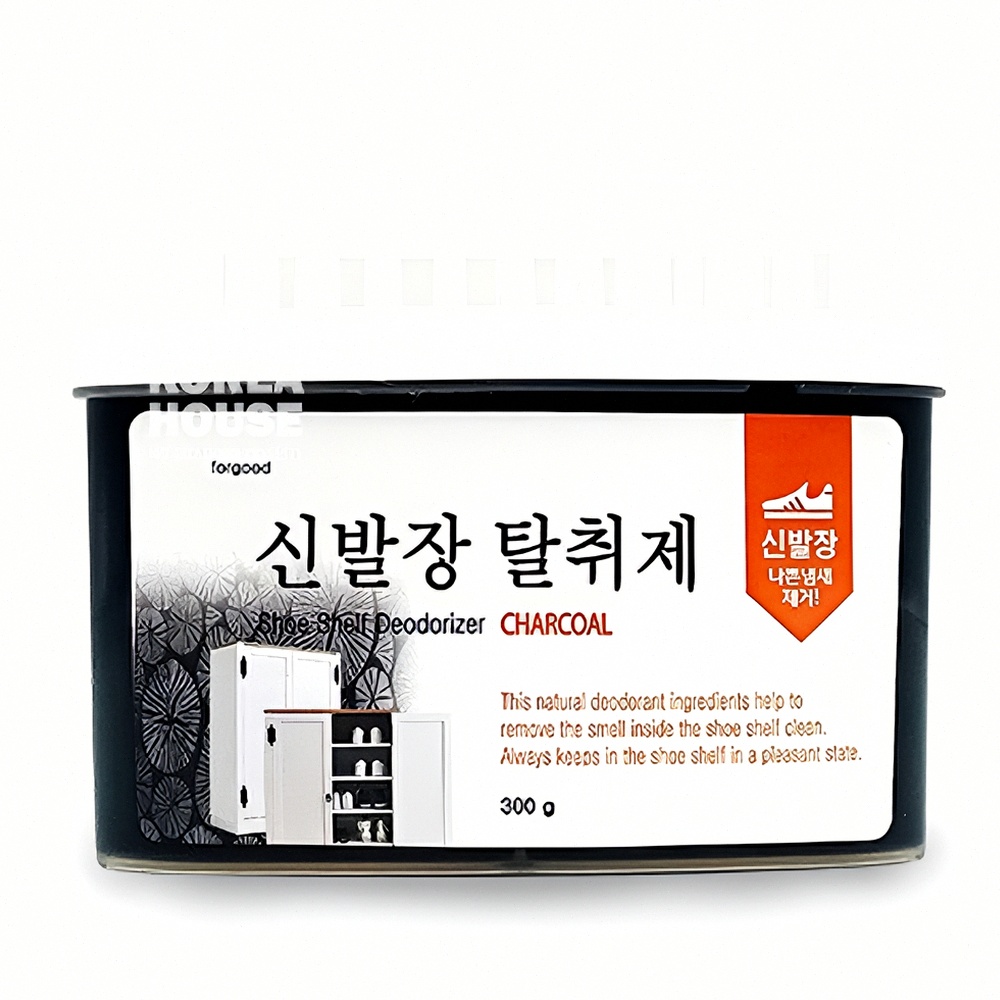 KOREA
HOUSE
forgood
신발장 탈취제
Shoe Shelf Deodorizer CHARCOAL
신발장
나쁜냄새
제거!
This natural deodorant ingredients help to
remove the smell inside the shoe shelf clean.
Always keeps in the shoe shelf in a pleasant state.
300 g